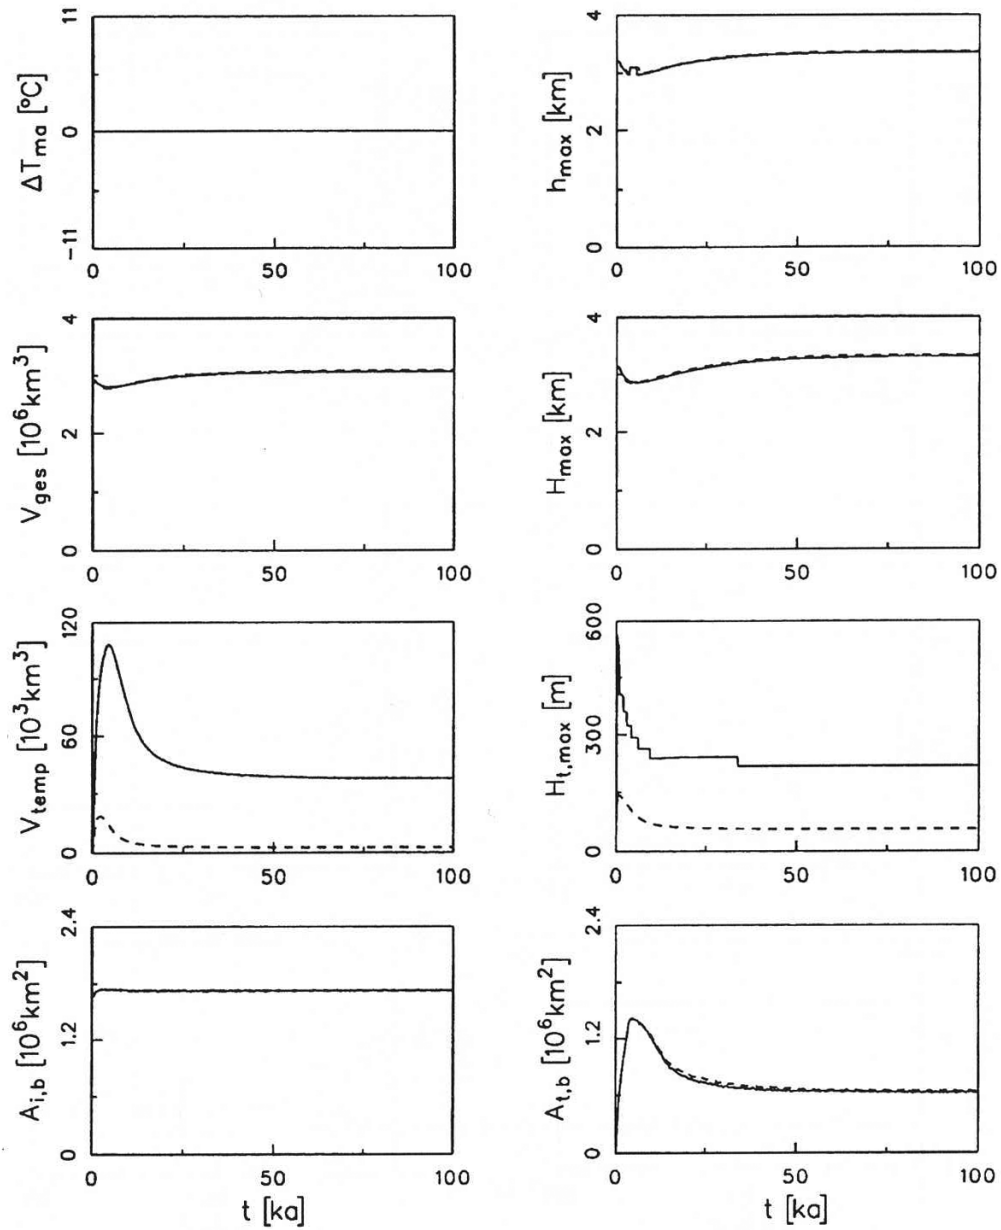 ΔT_ma [°C]
11
0
-11
0 50 100
h_max [km]
4
2
0
0 50 100
V_ges [10^6 km^3]
4
2
0
0 50 100
H_max [km]
4
2
0
0 50 100
V_temp [10^3 km^3]
120
60
0
0 50 100
H_t,max [m]
600
300
0
0 50 100
A_i,b [10^6 km^2]
2.4
1.2
0
0 50 100
t [ka]
A_t,b [10^6 km^2]
2.4
1.2
0
0 50 100
t [ka]